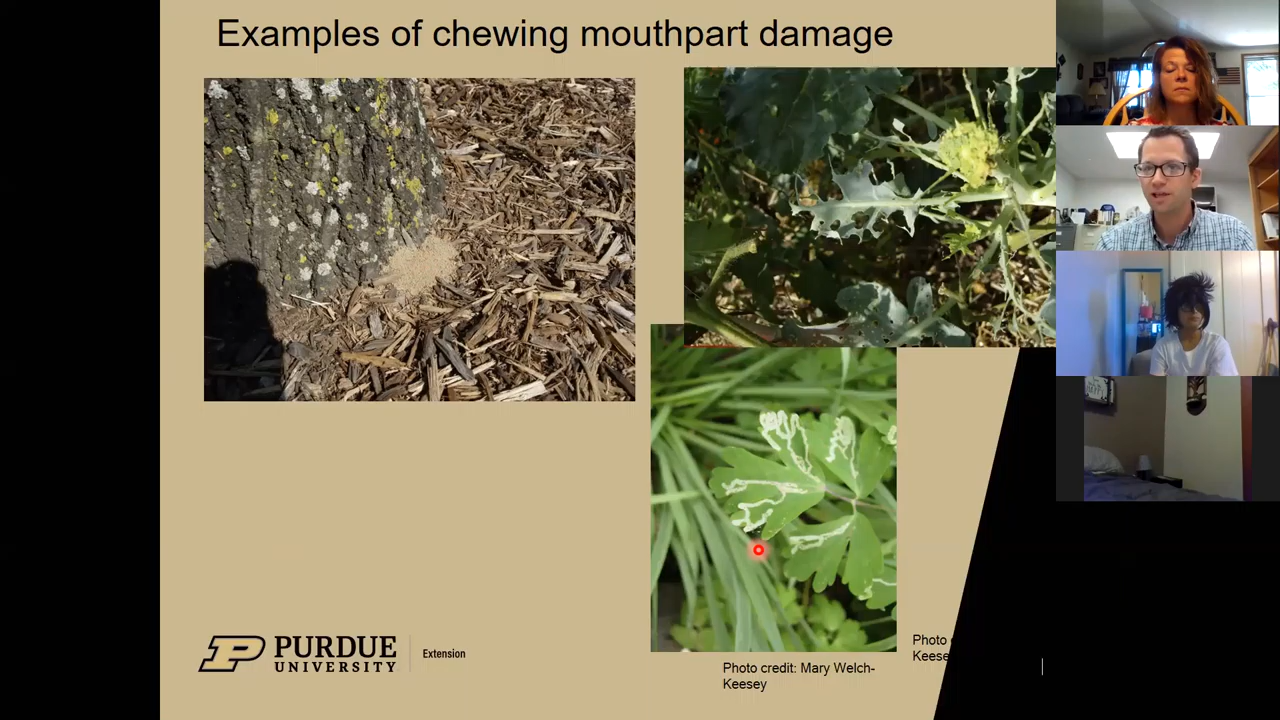 Examples of chewing mouthpart damage
PURDUE
UNIVERSITY
Extension
Photo credit: Mary Welch-
Keesey
Photo
Keese